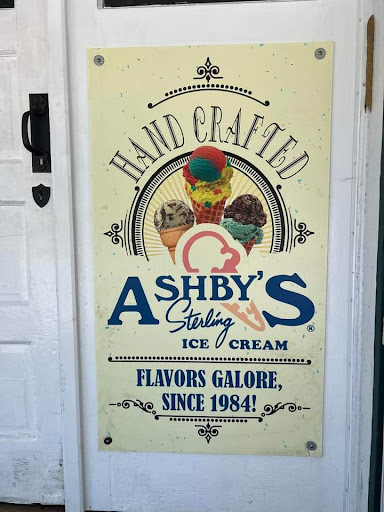 HAND CRAFTED
ASHBY'S
Sterling
ICE CREAM
®
FLAVORS GALORE,
SINCE 1984!